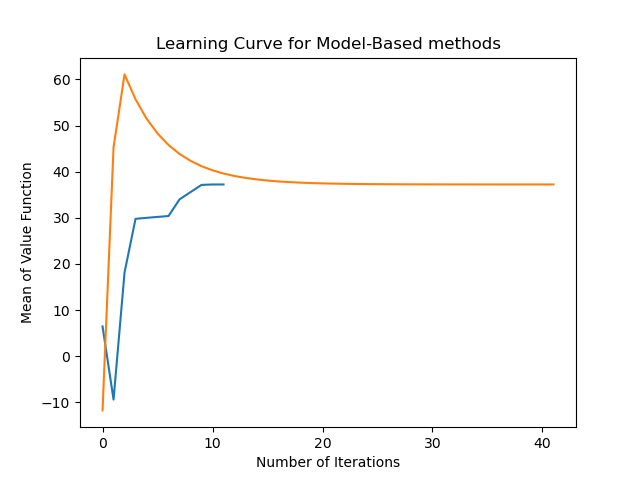 Learning Curve for Model-Based methods
60
50
40
30
20
10
0
−10
Mean of Value Function
0 10 20 30 40
Number of Iterations